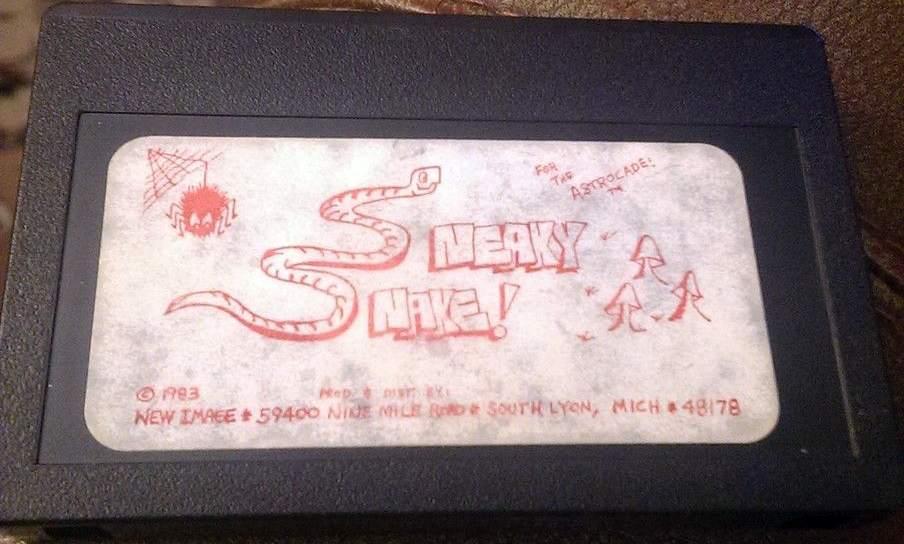 FOR THE ASTROCADE!
TM
SNEAKY
SNAKE!
© 1983 PROD & DIST. BY:
NEW IMAGE * 59400 NINE MILE ROAD * SOUTH LYON, MICH * 48178